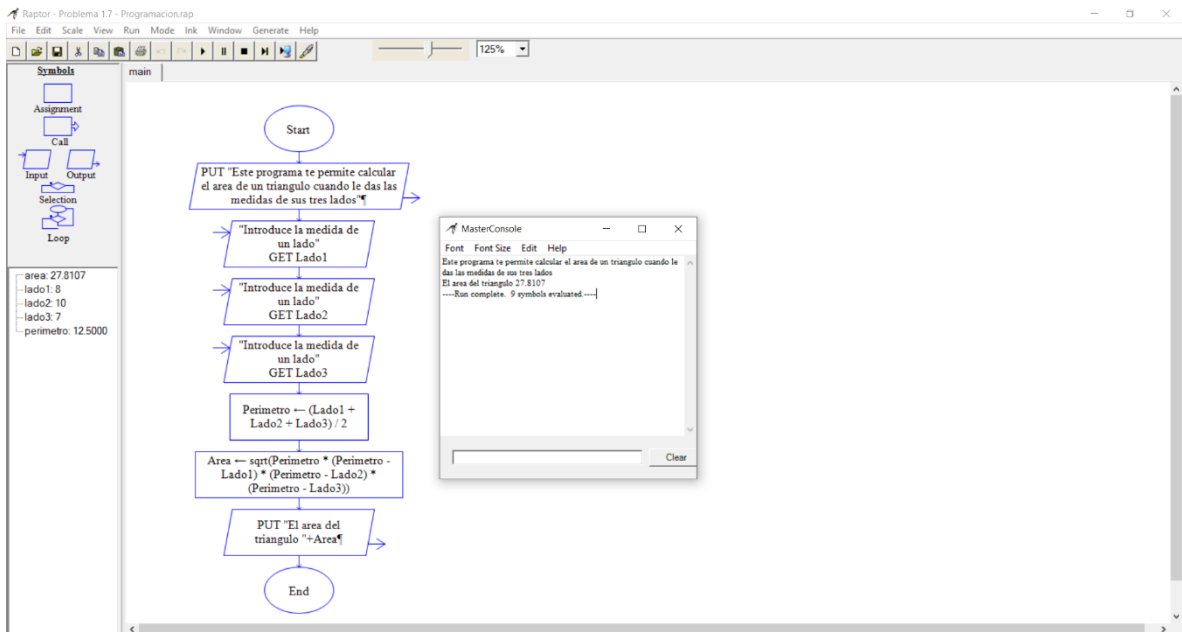 Raptor - Problema 1.7 - Programacion.rap
File Edit Scale View Run Mode Ink Window Generate Help
125%
Symbols
Assignment
Call
Input Output
Selection
Loop
area: 27.8107
lado1: 8
lado2: 10
lado3: 7
perimetro: 12.5000
main
Start
PUT "Este programa te permite calcular
el area de un triangulo cuando le das las
medidas de sus tres lados"¶
"Introduce la medida de
un lado"
GET Lado1
"Introduce la medida de
un lado"
GET Lado2
"Introduce la medida de
un lado"
GET Lado3
Perimetro ← (Lado1 +
Lado2 + Lado3) / 2
Area ← sqrt(Perimetro * (Perimetro -
Lado1) * (Perimetro - Lado2) *
(Perimetro - Lado3))
PUT "El area del
triangulo "+Area¶
End
MasterConsole
Font Font Size Edit Help
Este programa te permite calcular el area de un triangulo cuando le
das las medidas de sus tres lados
El area del triangulo 27.8107
----Run complete. 9 symbols evaluated.----
Clear